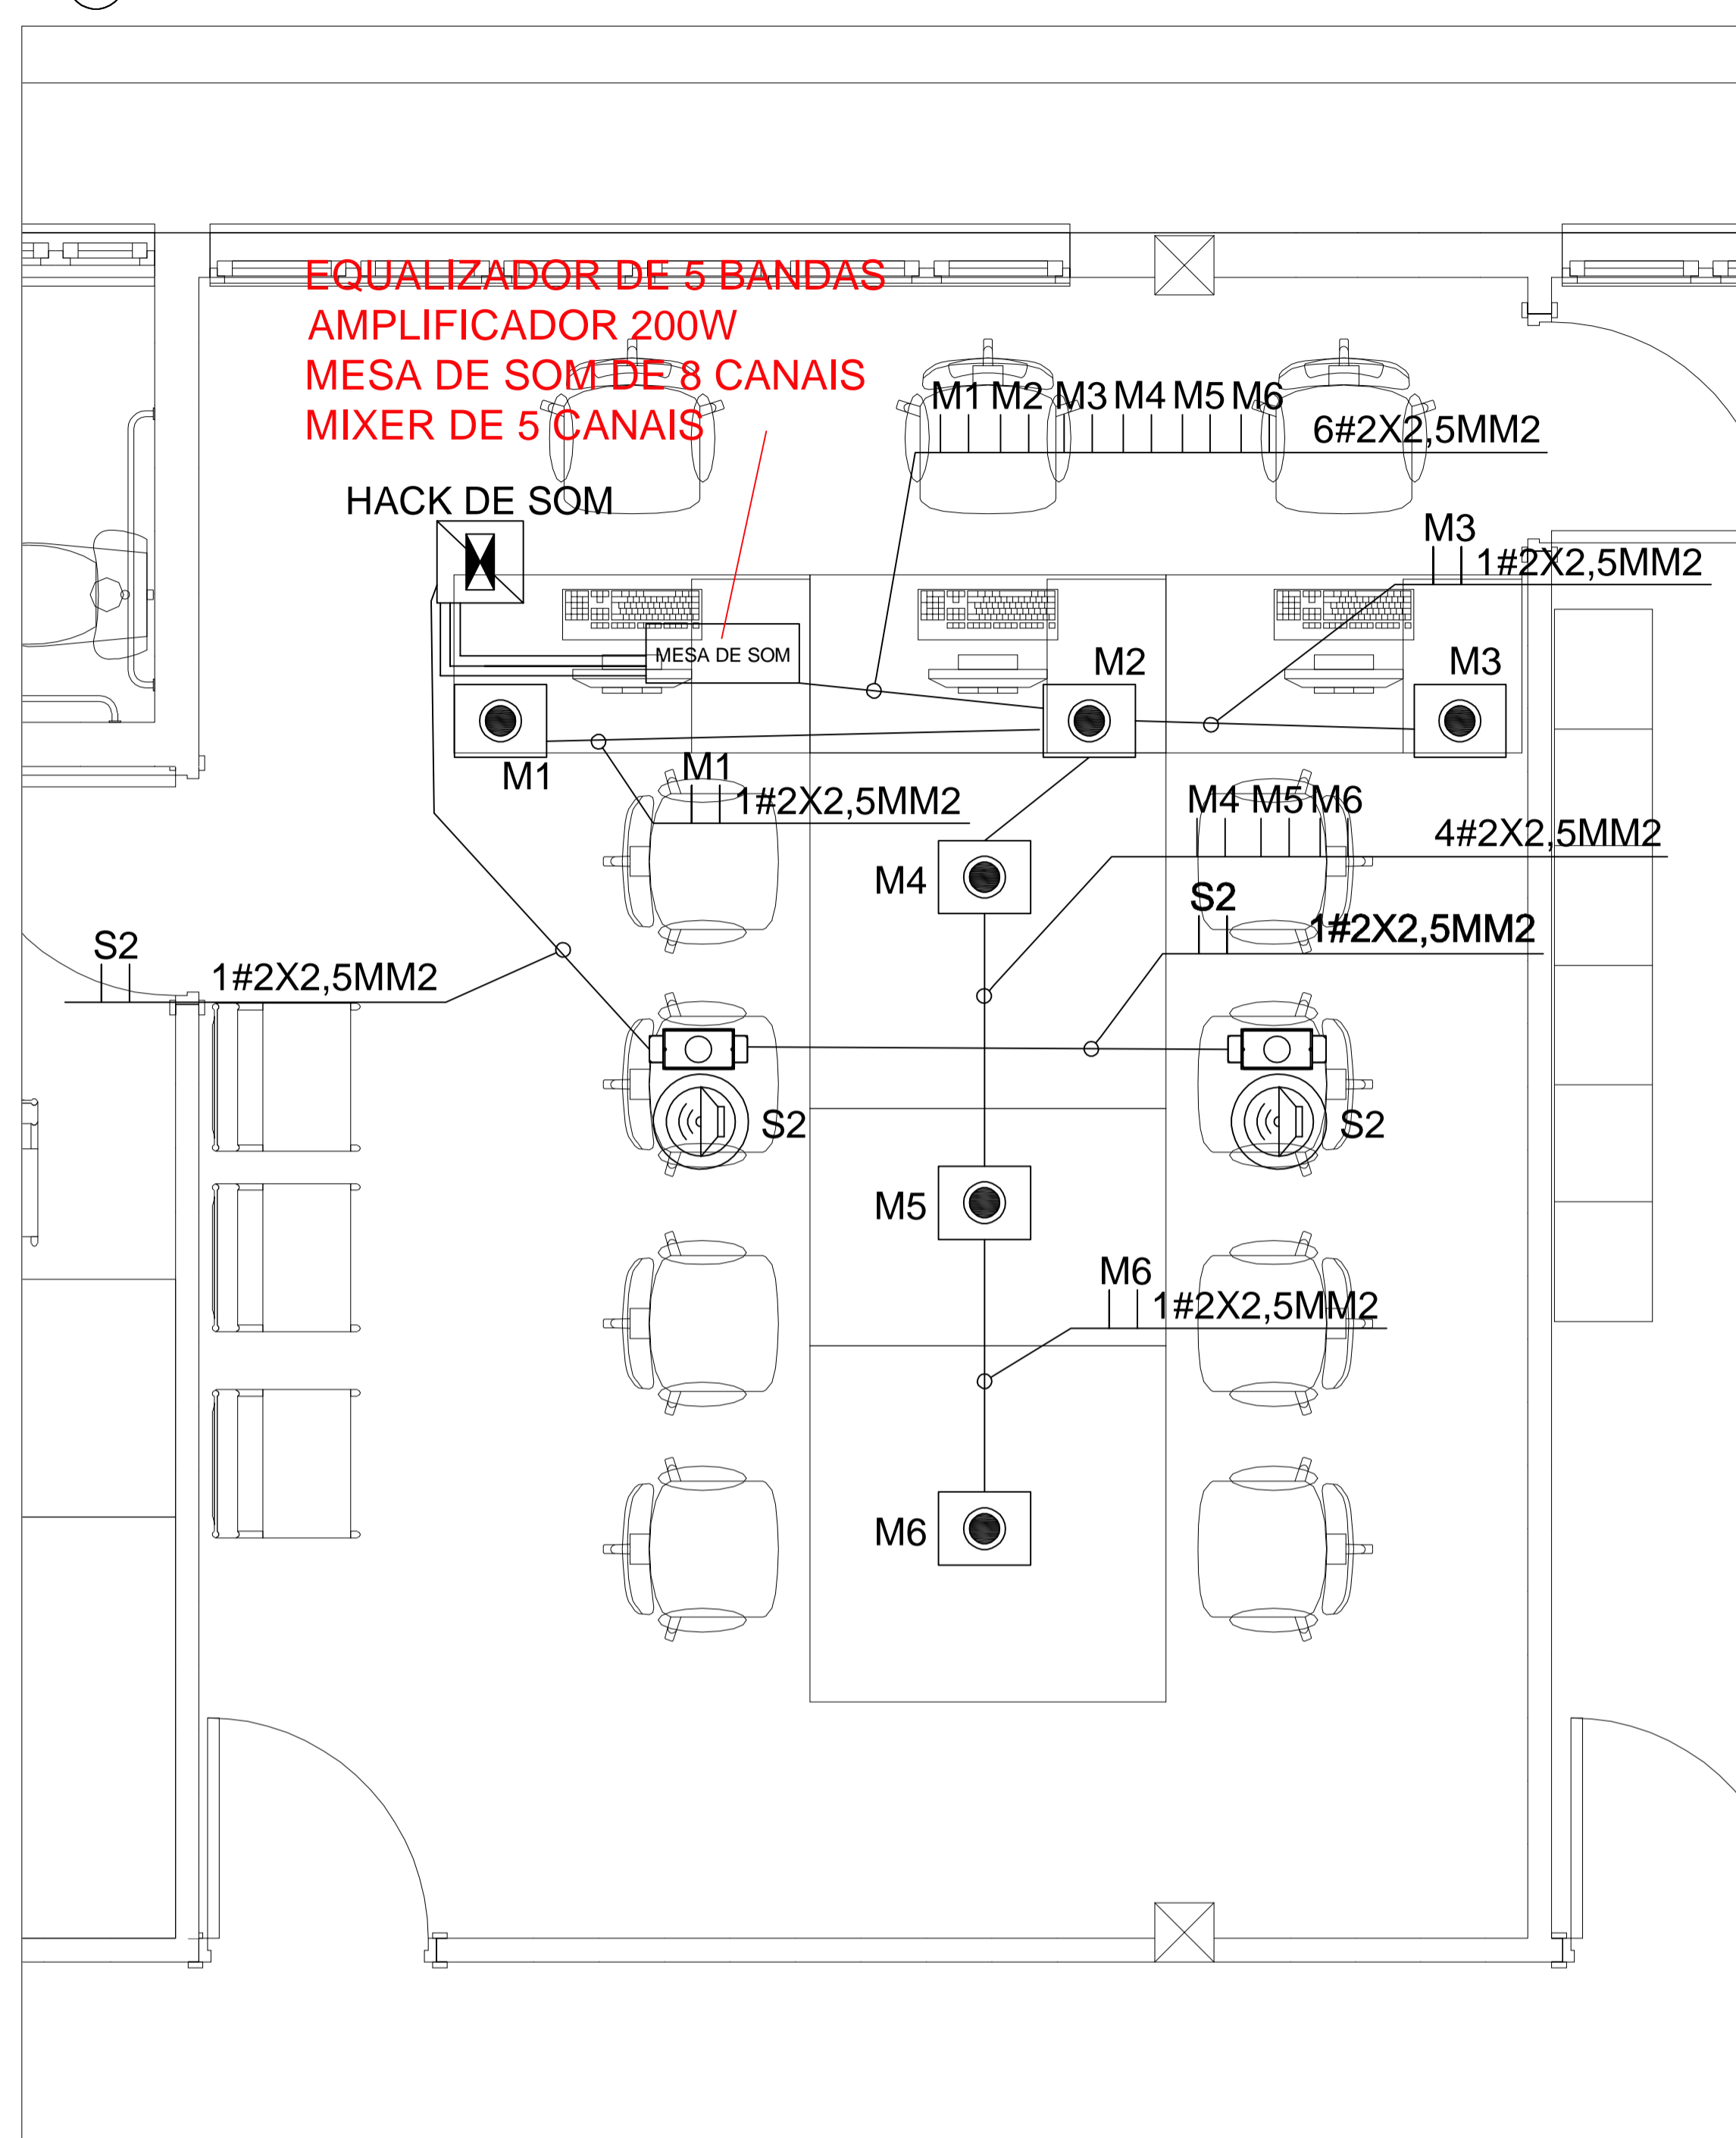 EQUALIZADOR DE 5 BANDAS
AMPLIFICADOR 200W
MESA DE SOM DE 8 CANAIS
MIXER DE 5 CANAIS
M1 M2 M3 M4 M5 M6
6#2X2,5MM2
HACK DE SOM
M3
1#2X2,5MM2
MESA DE SOM
M2
M3
M1
M1
1#2X2,5MM2
M4 M5 M6
4#2X2,5MM2
M4
S2
1#2X2,5MM2
S2
1#2X2,5MM2
S2
S2
M5
M6
1#2X2,5MM2
M6